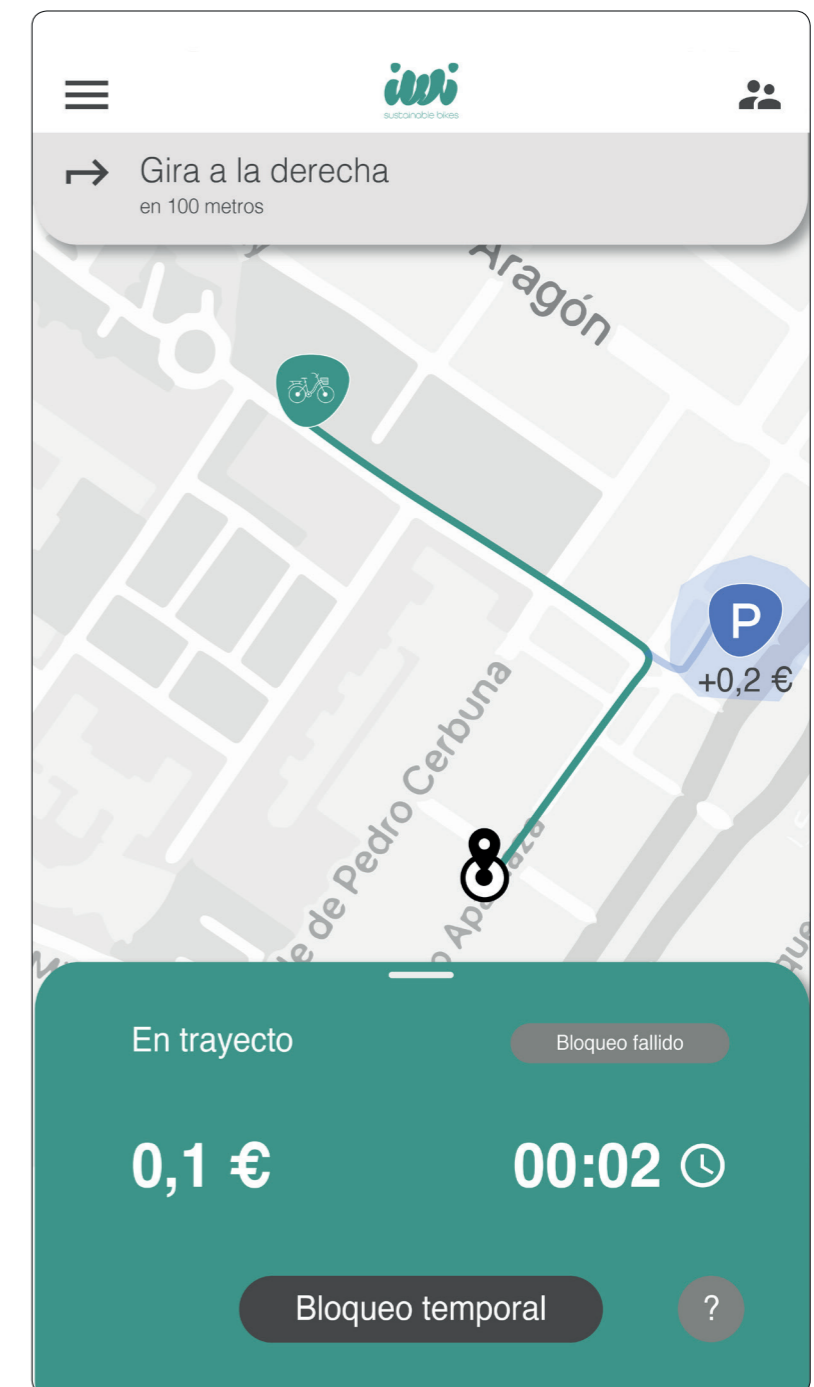 iwi
sustainable bikes
Gira a la derecha
en 100 metros
Aragón
P
+0,2 €
de Pedro Cerbuna
En trayecto
Bloqueo fallido
0,1 €
00:02
Bloqueo temporal
?